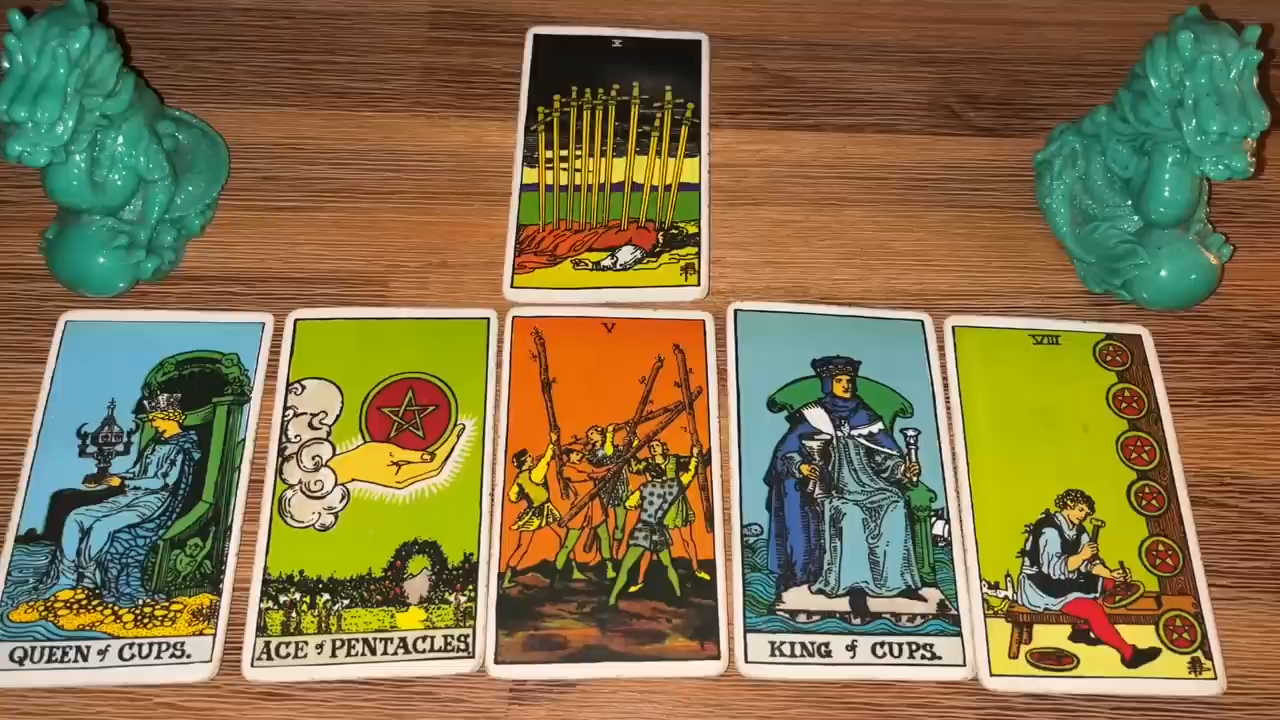 X
QUEEN of CUPS.
ACE of PENTACLES
V
KING of CUPS.
VIII